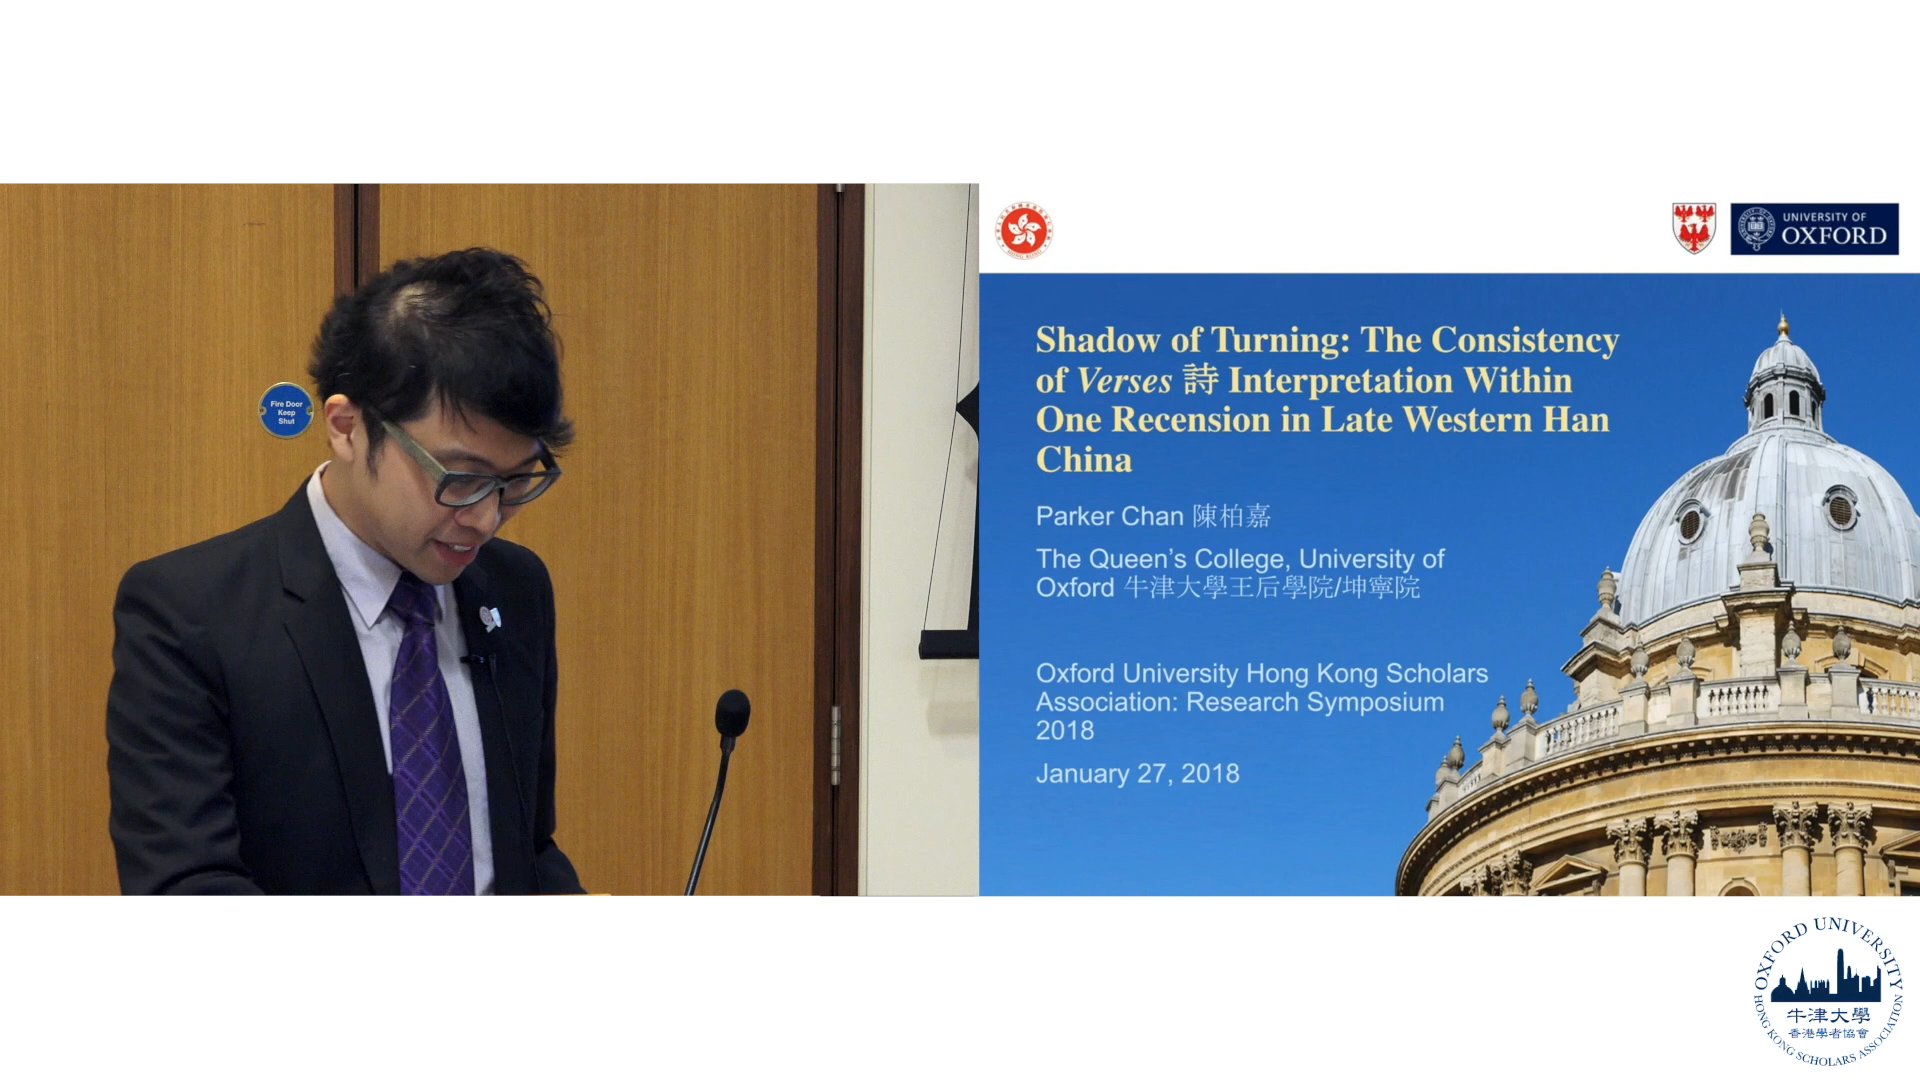 Fire Door
Keep
Shut
UNIVERSITY OF
OXFORD
Shadow of Turning: The Consistency
of Verses 詩 Interpretation Within
One Recension in Late Western Han
China
Parker Chan 陳柏嘉
The Queen’s College, University of
Oxford 牛津大學王后學院/坤寧院
Oxford University Hong Kong Scholars
Association: Research Symposium
2018
January 27, 2018
OXFORD UNIVERSITY
牛津大學
香港學者協會
HONG KONG SCHOLARS ASSOCIATION